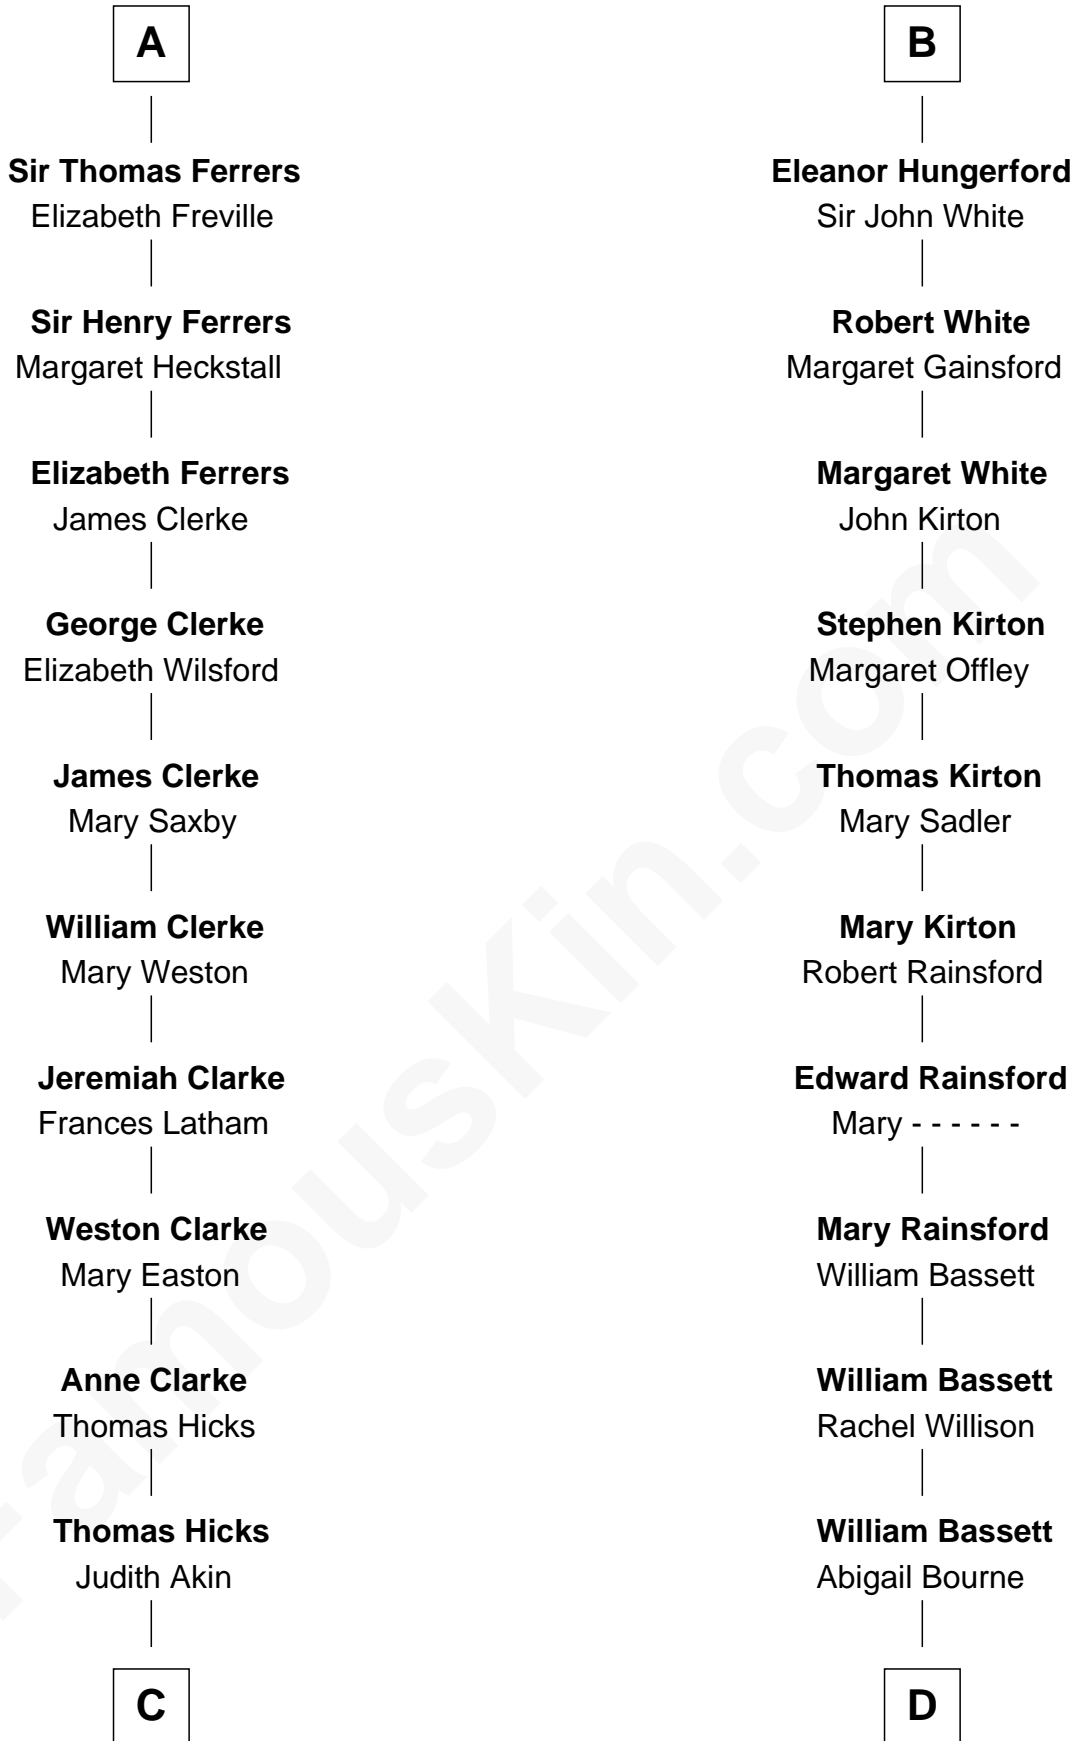 A
Sir Thomas Ferrers
Elizabeth Freville
Sir Henry Ferrers
Margaret Heckstall
Elizabeth Ferrers
James Clerke
George Clerke
Elizabeth Wilsford
James Clerke
Mary Saxby
William Clerke
Mary Weston
Jeremiah Clarke
Frances Latham
Weston Clarke
Mary Easton
Anne Clarke
Thomas Hicks
Thomas Hicks
Judith Akin
C
B
Eleanor Hungerford
Sir John White
Robert White
Margaret Gainsford
Margaret White
John Kirton
Stephen Kirton
Margaret Offley
Thomas Kirton
Mary Sadler
Mary Kirton
Robert Rainsford
Edward Rainsford
Mary - - - - - -
Mary Rainsford
William Bassett
William Bassett
Rachel Willison
William Bassett
Abigail Bourne
D
FamousKin.com